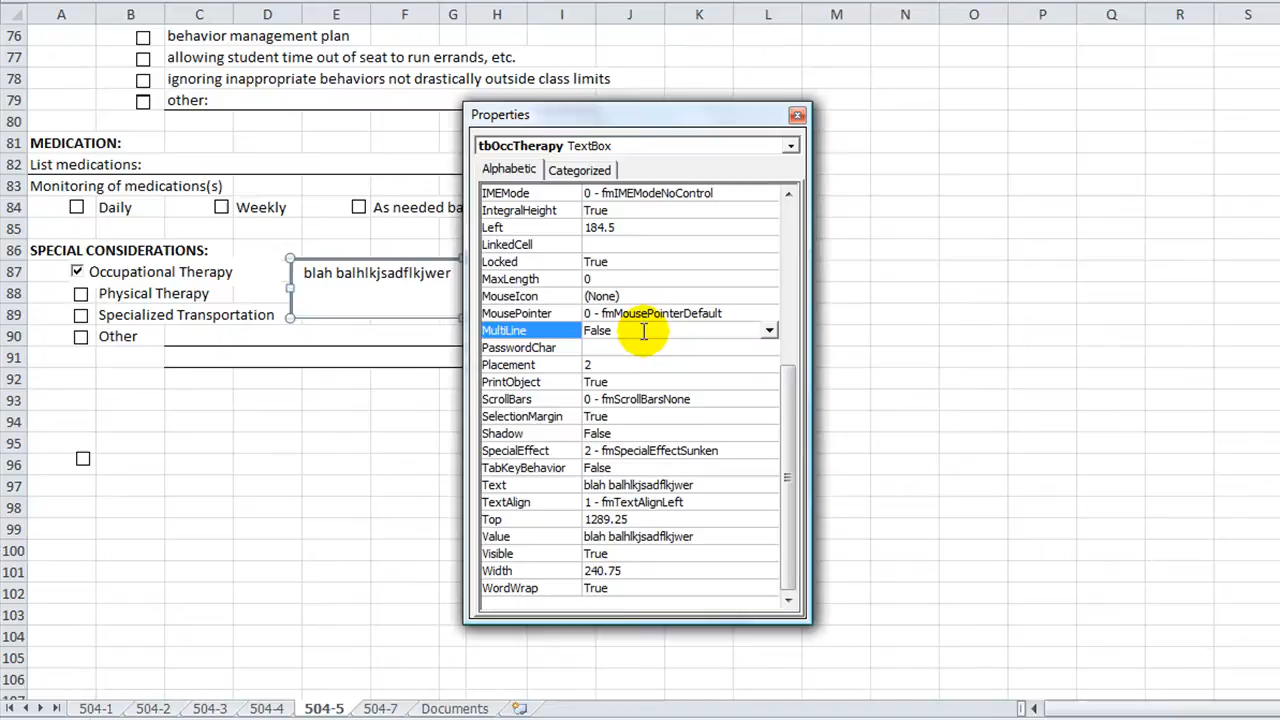 A B C D E F G H I J K L M N O P Q R S
76 behavior management plan
77 allowing student time out of seat to run errands, etc.
78 ignoring inappropriate behaviors not drastically outside class limits
79 other:
80
81 MEDICATION:
82 List medications:
83 Monitoring of medications(s)
84 Daily Weekly As needed ba
85
86 SPECIAL CONSIDERATIONS:
87 Occupational Therapy blah balhlkjsadflkjwer
88 Physical Therapy
89 Specialized Transportation
90 Other
91
92
93
94
95
96
97
98
99
100
101
102
103
104
105
106
Properties
tbOccTherapy TextBox
Alphabetic Categorized
IMEMode 0 - fmIMEModeNoControl
IntegralHeight True
Left 184.5
LinkedCell
Locked True
MaxLength 0
MouseIcon (None)
MousePointer 0 - fmMousePointerDefault
MultiLine False
PasswordChar
Placement 2
PrintObject True
ScrollBars 0 - fmScrollBarsNone
SelectionMargin True
Shadow False
SpecialEffect 2 - fmSpecialEffectSunken
TabKeyBehavior False
Text blah balhlkjsadflkjwer
TextAlign 1 - fmTextAlignLeft
Top 1289.25
Value blah balhlkjsadflkjwer
Visible True
Width 240.75
WordWrap True
504-1 504-2 504-3 504-4 504-5 504-7 Documents